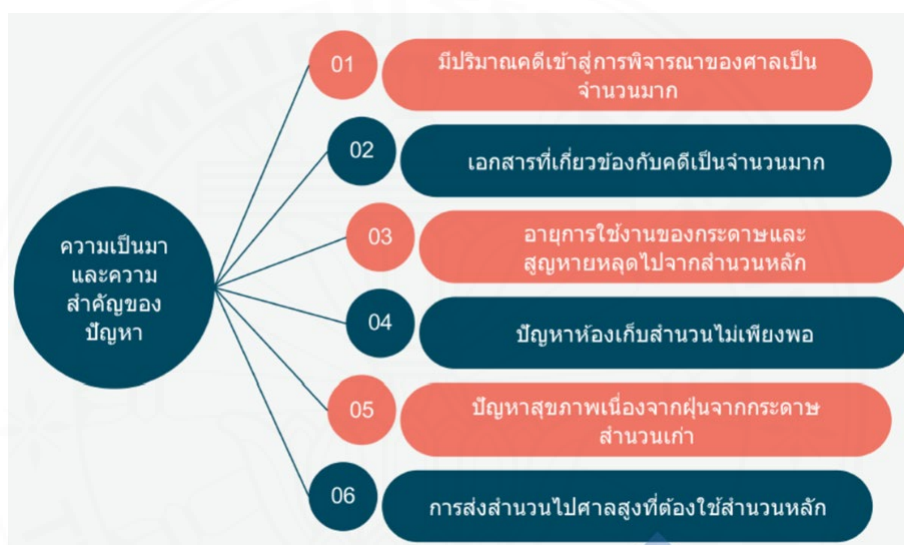 ความเป็นมา
และความ
สำคัญของ
ปัญหา
01
มีปริมาณคดีเข้าสู่การพิจารณาของศาลเป็น
จำนวนมาก
02
เอกสารที่เกี่ยวข้องกับคดีเป็นจำนวนมาก
03
อายุการใช้งานของกระดาษและ
สูญหายหลุดไปจากสำนวนหลัก
04
ปัญหาห้องเก็บสำนวนไม่เพียงพอ
05
ปัญหาสุขภาพเนื่องจากฝุ่นจากกระดาษ
สำนวนเก่า
06
การส่งสำนวนไปศาลสูงที่ต้องใช้สำนวนหลัก